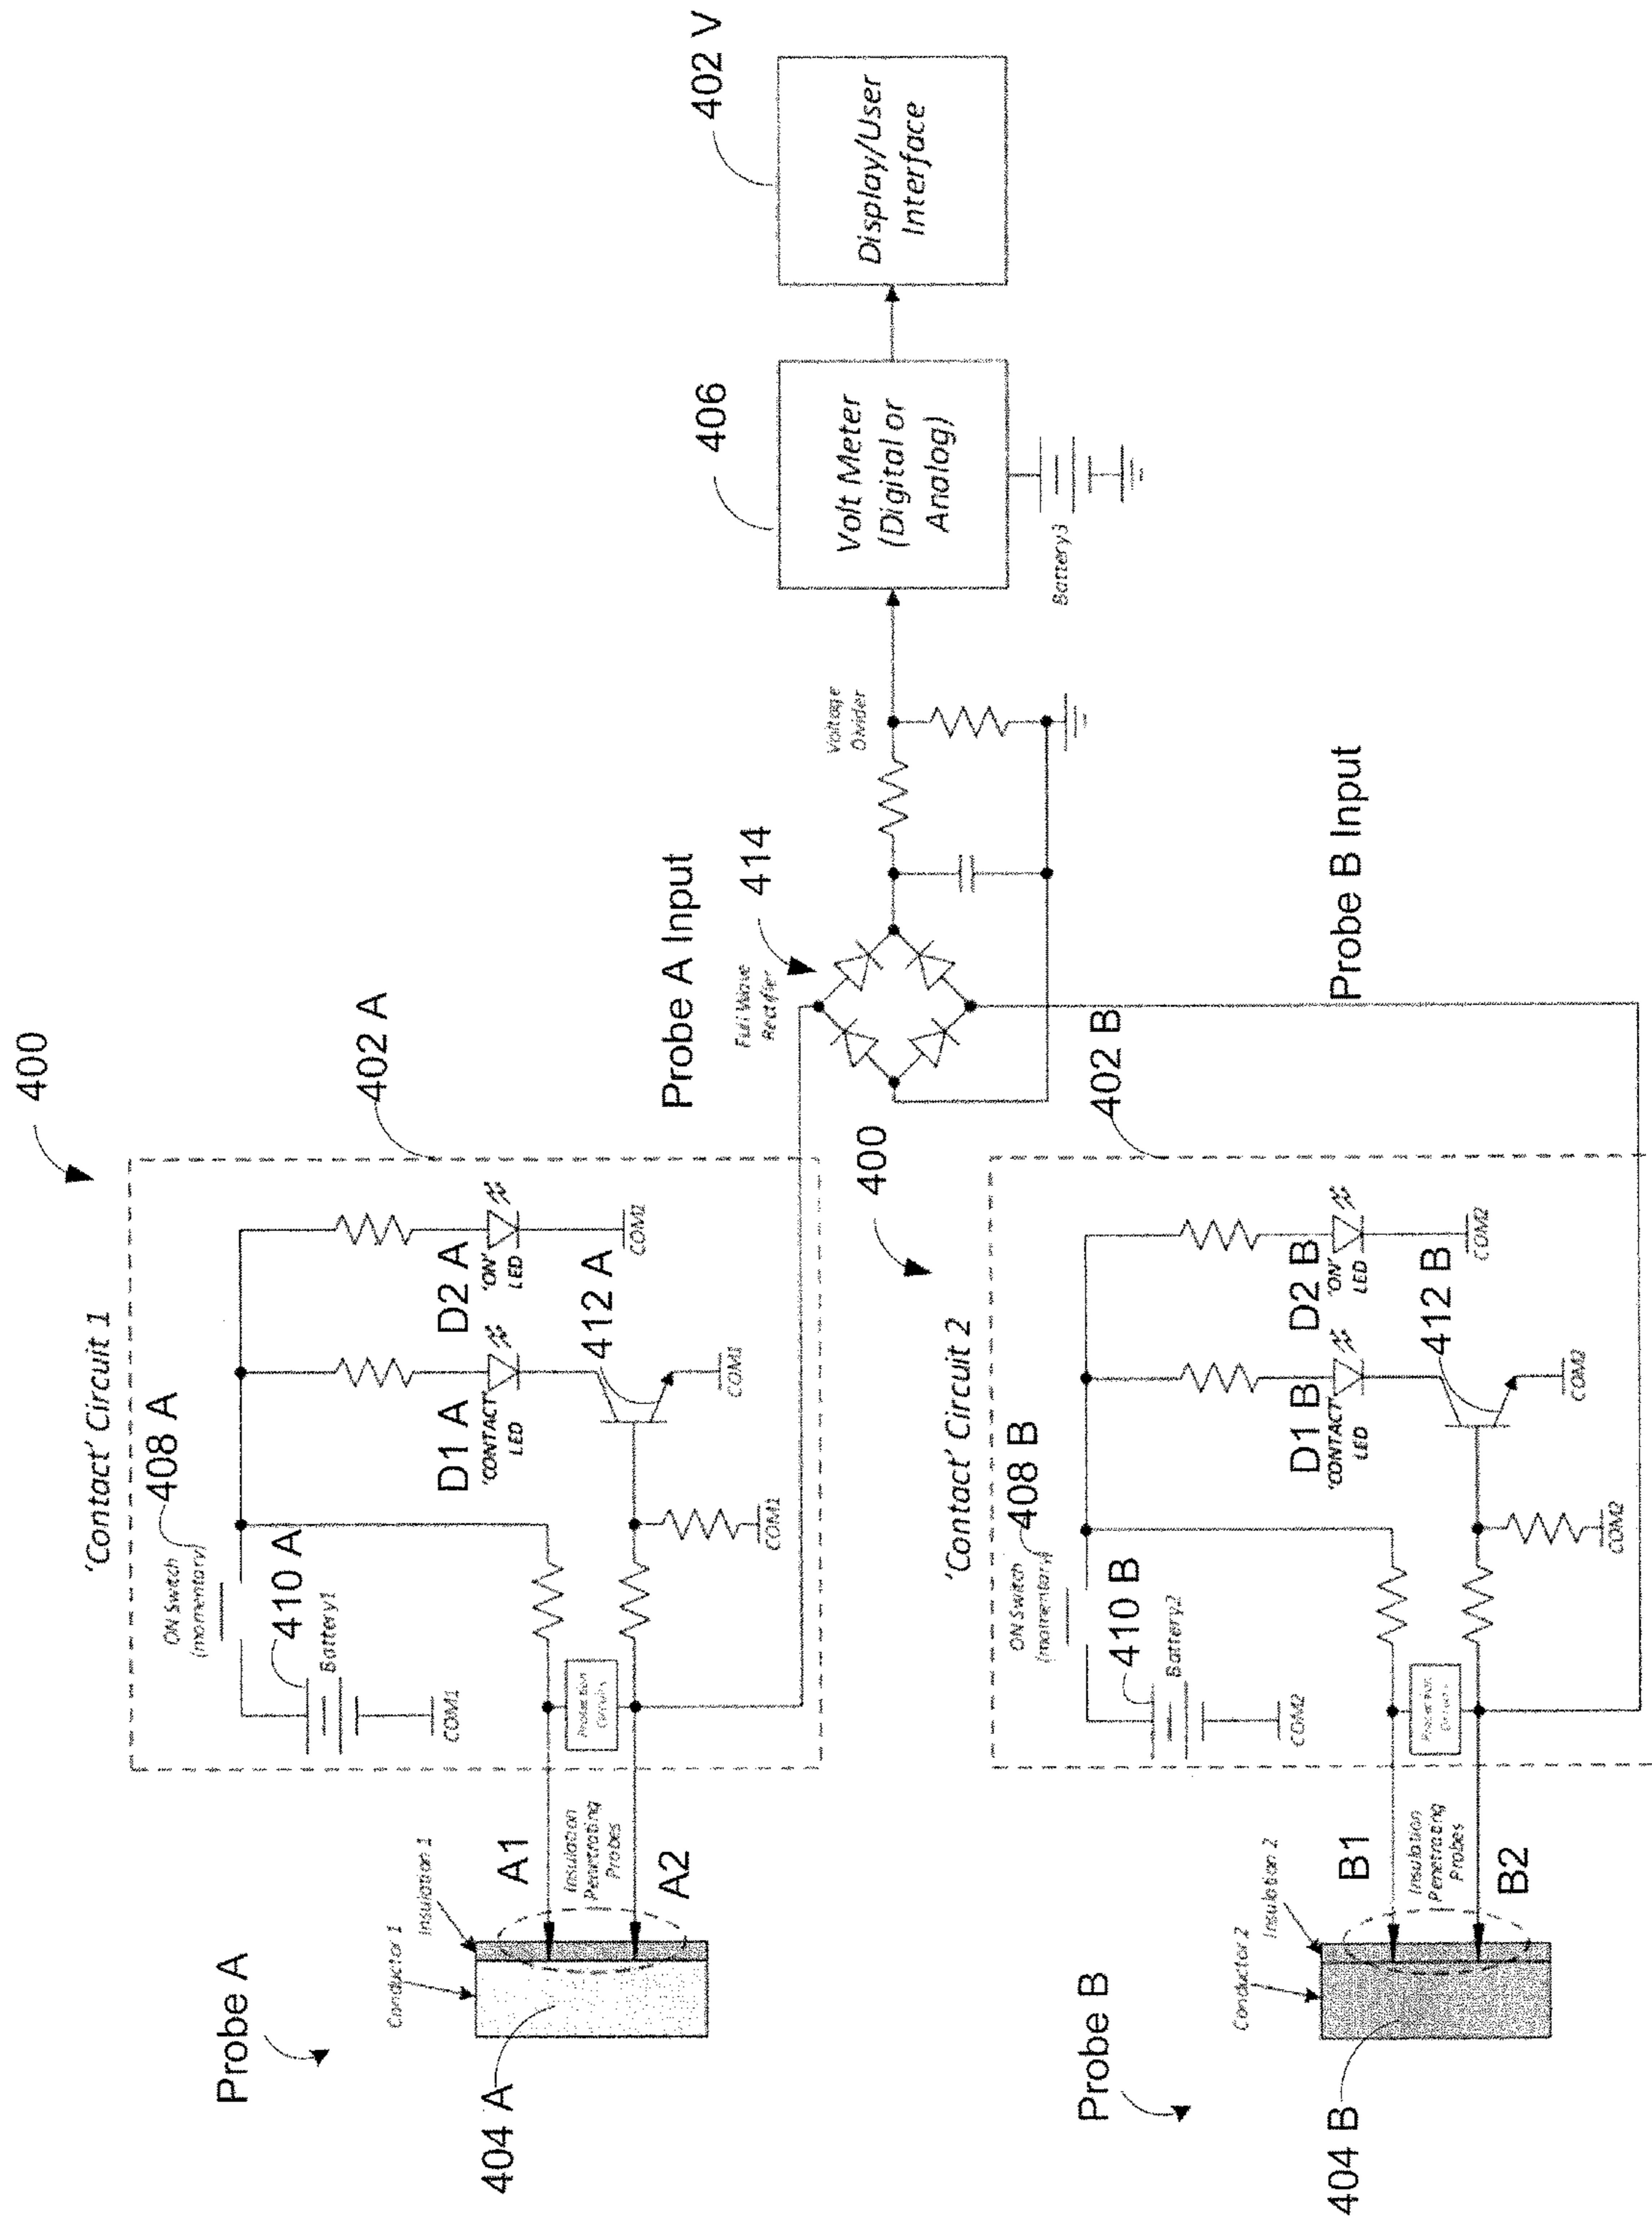 400
'Contact' Circuit 1
408 A
ON Switch
(momentary)
410 A
Battery1
COM1
402 A
D1 A
'CONTACT'
LED
D2 A
'ON'
LED
412 A
COM1
COM1
COM2
Protection
Circuits
Probe A
Conductor 1
Insulation 1
404 A
A1
Insulation
Penetrating
Probes
A2
Probe A Input
414
Full Wave
Rectifier
Voltage
Divider
406
Volt Meter
(Digital or
Analog)
Battery3
402 V
Display/User
Interface
400
'Contact' Circuit 2
408 B
ON Switch
(momentary)
410 B
Battery2
COM2
402 B
D1 B
'CONTACT'
LED
D2 B
'ON'
LED
412 B
COM2
COM2
COM2
Probe B Input
Probe B
Conductor 2
Insulation 2
404 B
B1
Insulation
Penetrating
Probes
B2